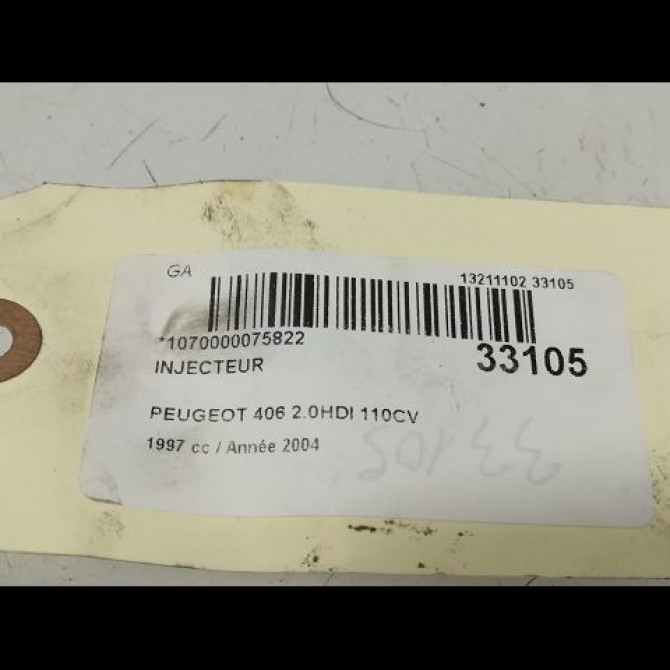 GA
13211102 33105
*1070000075822
33105
INJECTEUR
PEUGEOT 406 2.0HDI 110CV
1997 cc / Année 2004
33105